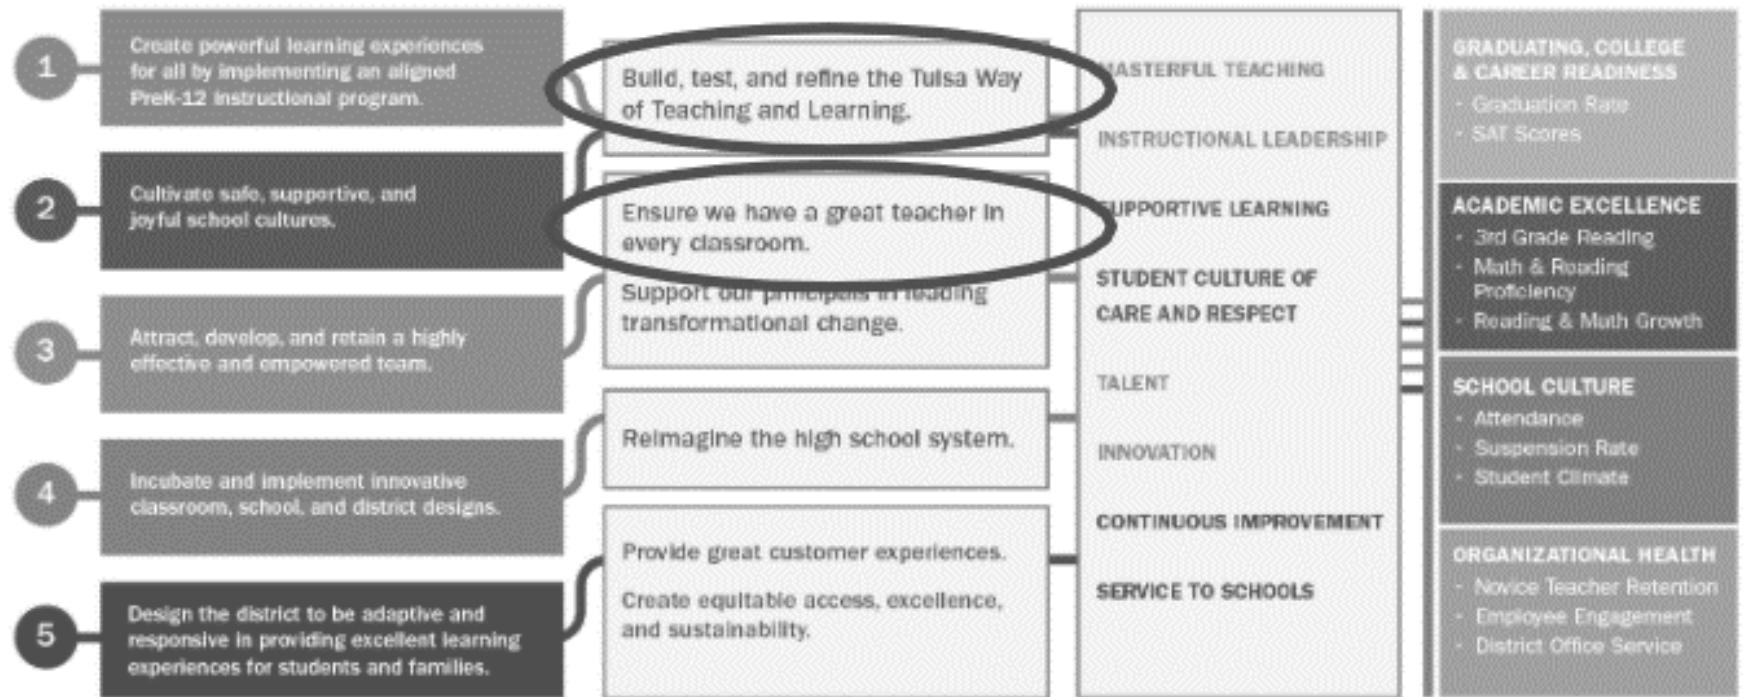 1
Create powerful learning experiences
for all by implementing an aligned
PreK-12 instructional program.
2
Cultivate safe, supportive, and
joyful school cultures.
3
Attract, develop, and retain a highly
effective and empowered team.
4
Incubate and implement innovative
classroom, school, and district designs.
5
Design the district to be adaptive and
responsive in providing excellent learning
experiences for students and families.
Build, test, and refine the Tulsa Way
of Teaching and Learning.
Ensure we have a great teacher in
every classroom.
Support our principals in leading
transformational change.
Reimagine the high school system.
Provide great customer experiences.
Create equitable access, excellence,
and sustainability.
MASTERFUL TEACHING
INSTRUCTIONAL LEADERSHIP
SUPPORTIVE LEARNING
STUDENT CULTURE OF
CARE AND RESPECT
TALENT
INNOVATION
CONTINUOUS IMPROVEMENT
SERVICE TO SCHOOLS
GRADUATING, COLLEGE
& CAREER READINESS
- Graduation Rate
- SAT Scores
ACADEMIC EXCELLENCE
- 3rd Grade Reading
- Math & Reading
Proficiency
- Reading & Math Growth
SCHOOL CULTURE
- Attendance
- Suspension Rate
- Student Climate
ORGANIZATIONAL HEALTH
- Novice Teacher Retention
- Employee Engagement
- District Office Service